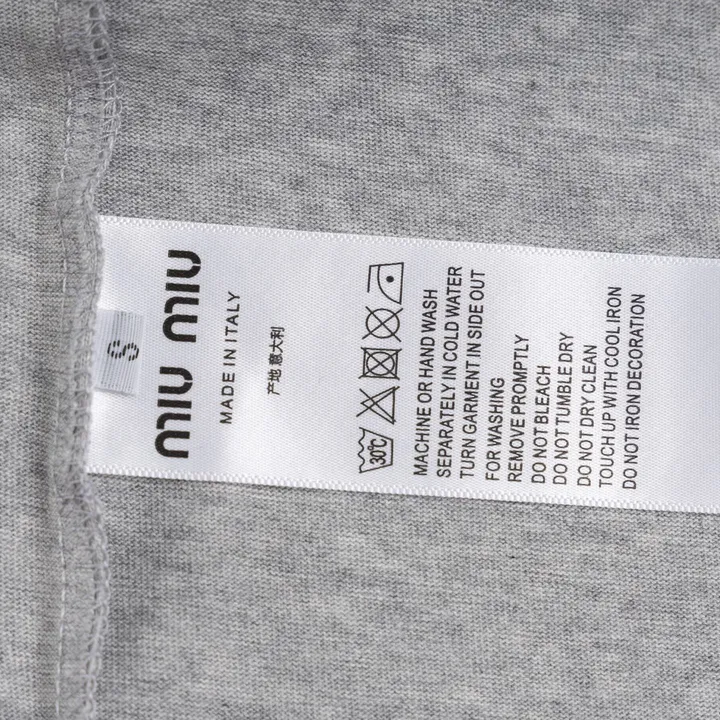 S
MIU MIU
MADE IN ITALY
产地 意大利
30℃
MACHINE OR HAND WASH
SEPARATELY IN COLD WATER
TURN GARMENT IN SIDE OUT
FOR WASHING
REMOVE PROMPTLY
DO NOT BLEACH
DO NOT TUMBLE DRY
DO NOT DRY CLEAN
TOUCH UP WITH COOL IRON
DO NOT IRON DECORATION